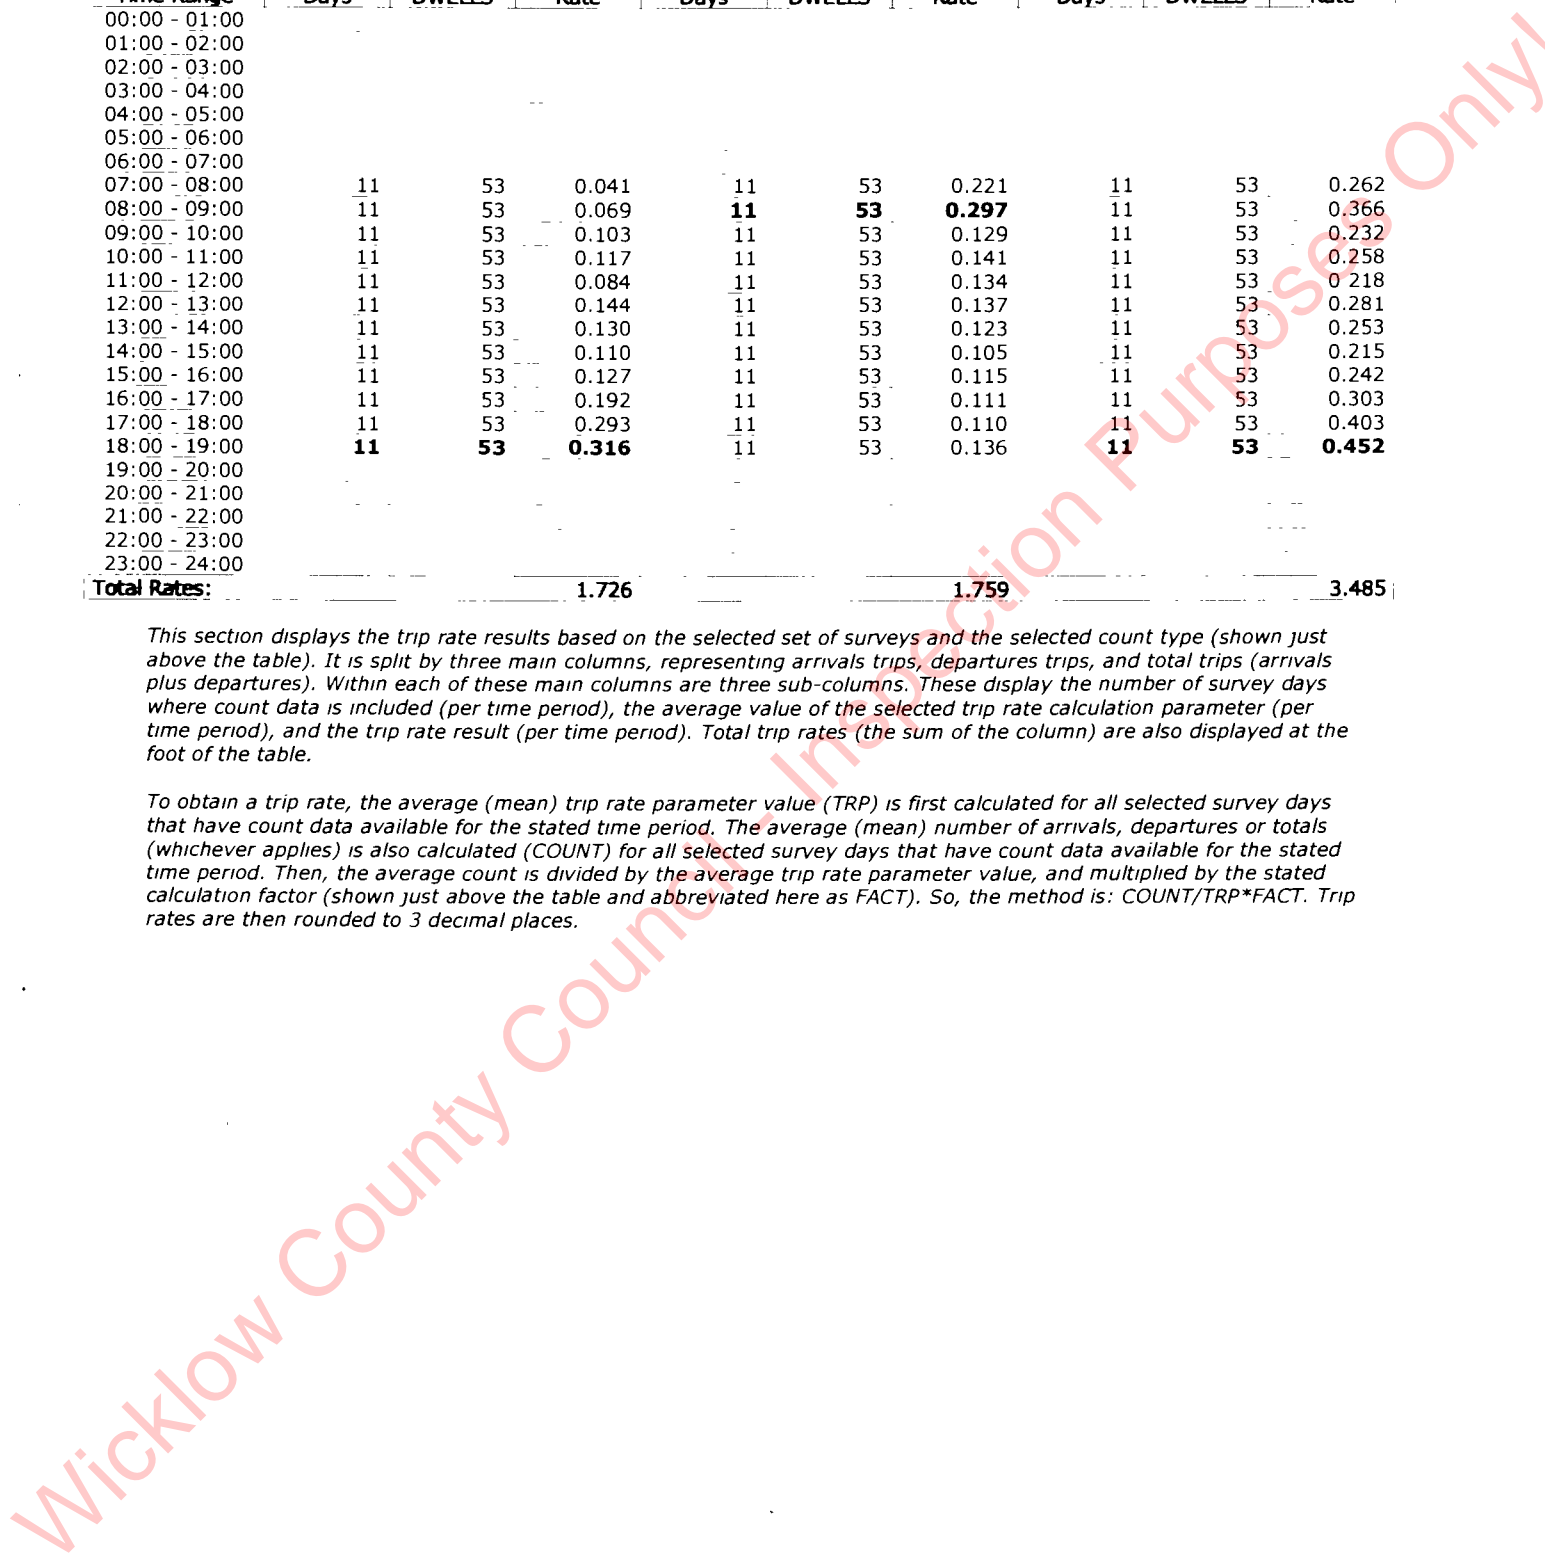 Time Range Days DWELLS Rate Days DWELLS Rate Days DWELLS Rate
00:00 - 01:00
01:00 - 02:00
02:00 - 03:00
03:00 - 04:00
04:00 - 05:00
05:00 - 06:00
06:00 - 07:00
07:00 - 08:00 11 53 0.041 11 53 0.221 11 53 0.262
08:00 - 09:00 11 53 0.069 11 53 0.297 11 53 0.366
09:00 - 10:00 11 53 0.103 11 53 0.129 11 53 0.232
10:00 - 11:00 11 53 0.117 11 53 0.141 11 53 0.258
11:00 - 12:00 11 53 0.084 11 53 0.134 11 53 0 218
12:00 - 13:00 11 53 0.144 11 53 0.137 11 53 0.281
13:00 - 14:00 11 53 0.130 11 53 0.123 11 53 0.253
14:00 - 15:00 11 53 0.110 11 53 0.105 11 53 0.215
15:00 - 16:00 11 53 0.127 11 53 0.115 11 53 0.242
16:00 - 17:00 11 53 0.192 11 53 0.111 11 53 0.303
17:00 - 18:00 11 53 0.293 11 53 0.110 11 53 0.403
18:00 - 19:00 11 53 0.316 11 53 0.136 11 53 0.452
19:00 - 20:00
20:00 - 21:00
21:00 - 22:00
22:00 - 23:00
23:00 - 24:00
Total Rates: 1.726 1.759 3.485
This section displays the trip rate results based on the selected set of surveys and the selected count type (shown just
above the table). It is split by three main columns, representing arrivals trips, departures trips, and total trips (arrivals
plus departures). Within each of these main columns are three sub-columns. These display the number of survey days
where count data is included (per time period), the average value of the selected trip rate calculation parameter (per
time period), and the trip rate result (per time period). Total trip rates (the sum of the column) are also displayed at the
foot of the table.
To obtain a trip rate, the average (mean) trip rate parameter value (TRP) is first calculated for all selected survey days
that have count data available for the stated time period. The average (mean) number of arrivals, departures or totals
(whichever applies) is also calculated (COUNT) for all selected survey days that have count data available for the stated
time period. Then, the average count is divided by the average trip rate parameter value, and multiplied by the stated
calculation factor (shown just above the table and abbreviated here as FACT). So, the method is: COUNT/TRP*FACT. Trip
rates are then rounded to 3 decimal places.
Wicklow County Council - Inspection Purposes Only!